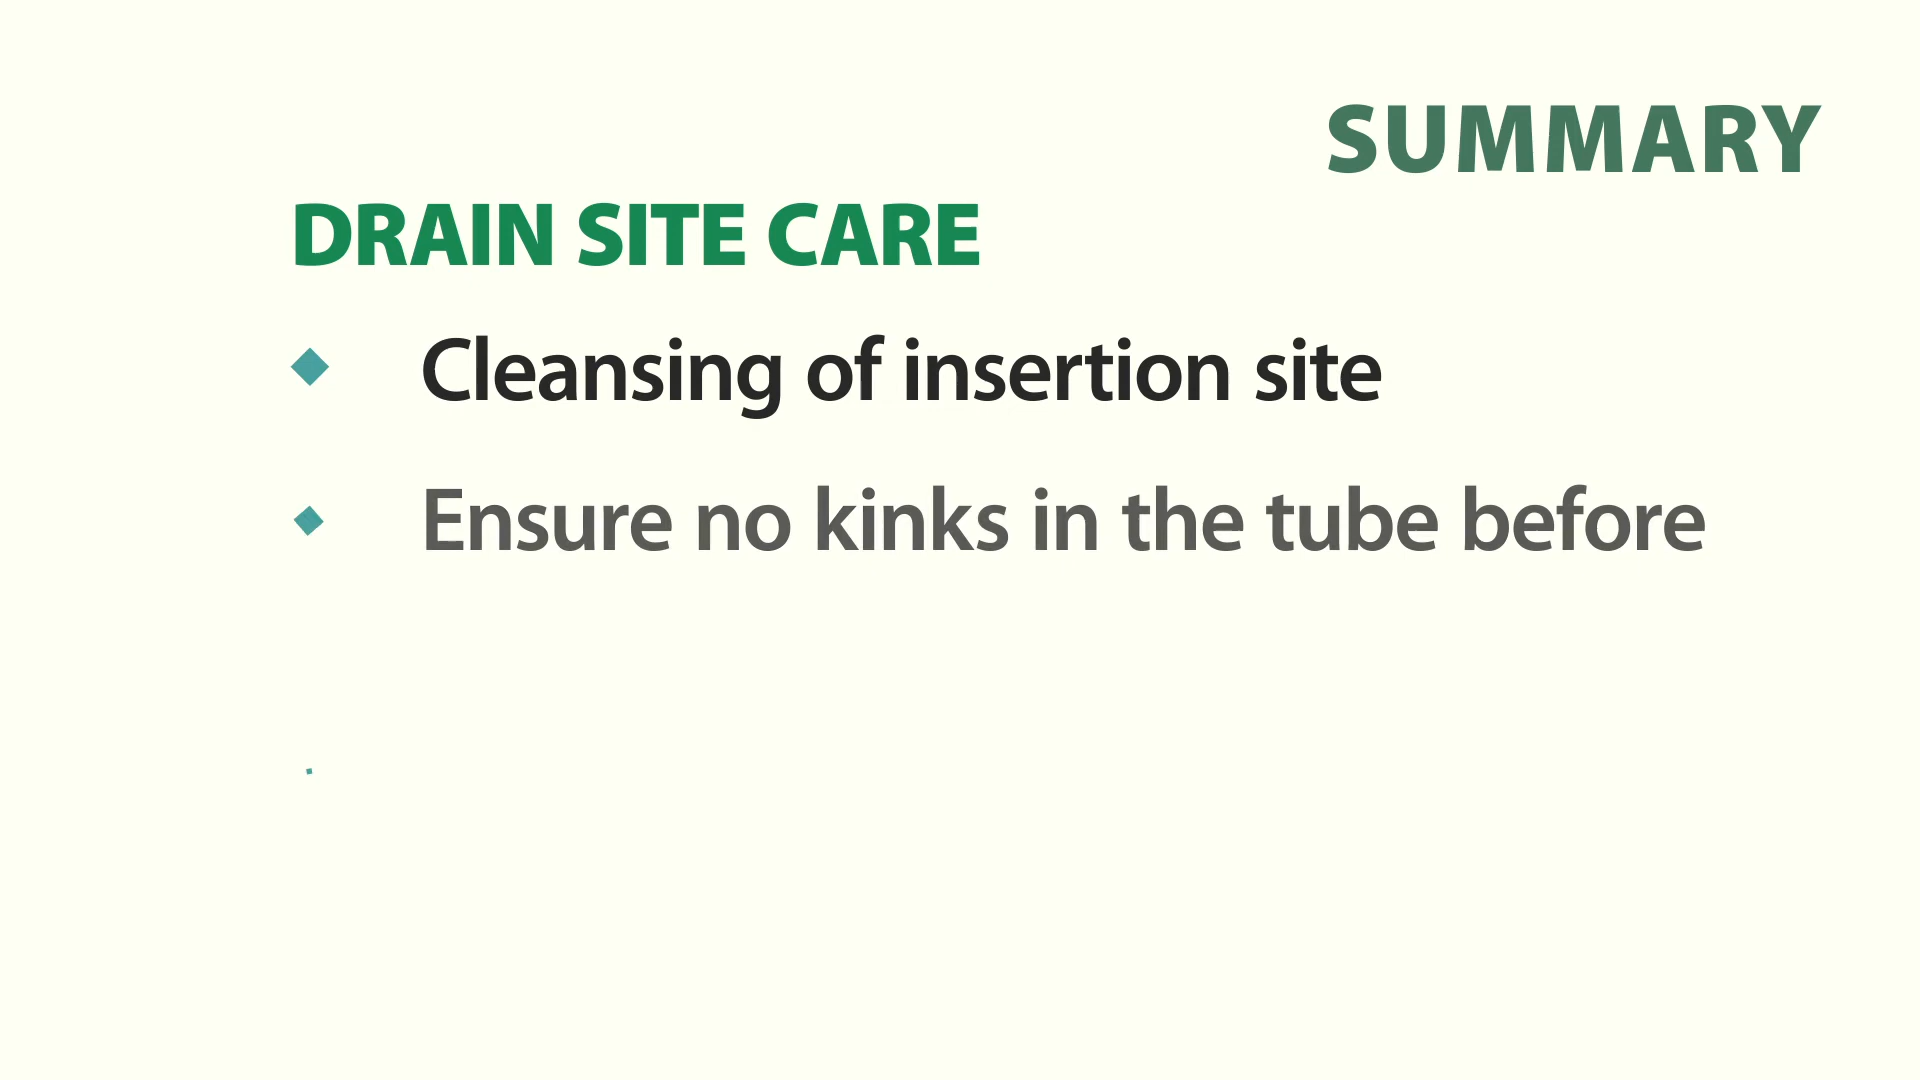 SUMMARY
DRAIN SITE CARE
Cleansing of insertion site
Ensure no kinks in the tube before